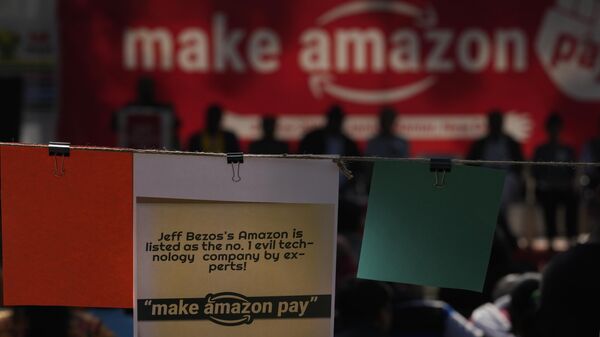 make amazon
pay
Jeff Bezos's Amazon is
listed as the no. 1 evil tech-
nology company by ex-
perts!
"make amazon pay"